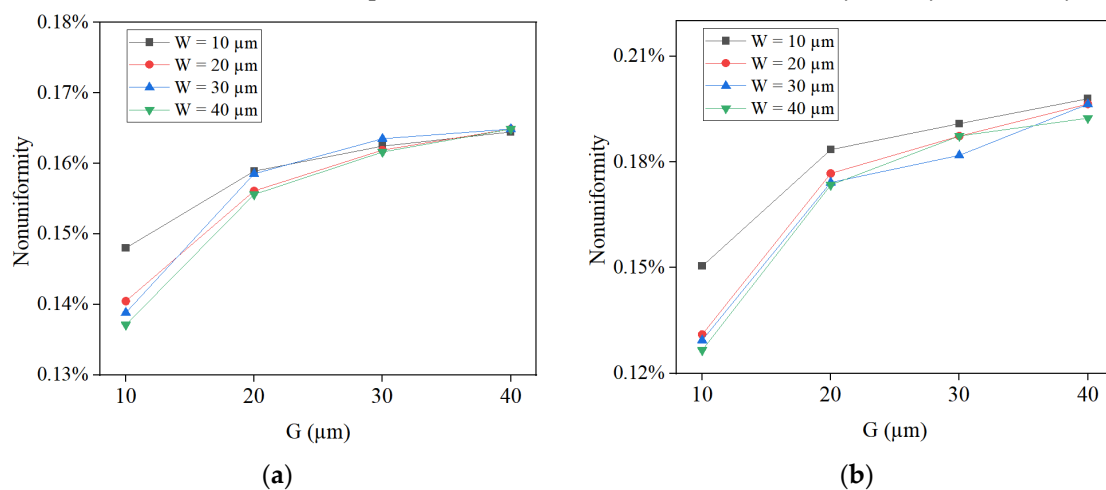 0.18%
0.17%
0.16%
0.15%
0.14%
0.13%
Nonuniformity
W = 10 µm
W = 20 µm
W = 30 µm
W = 40 µm
10 20 30 40
G (µm)
(a)
0.21%
0.18%
0.15%
0.12%
Nonuniformity
W = 10 µm
W = 20 µm
W = 30 µm
W = 40 µm
10 20 30 40
G (µm)
(b)